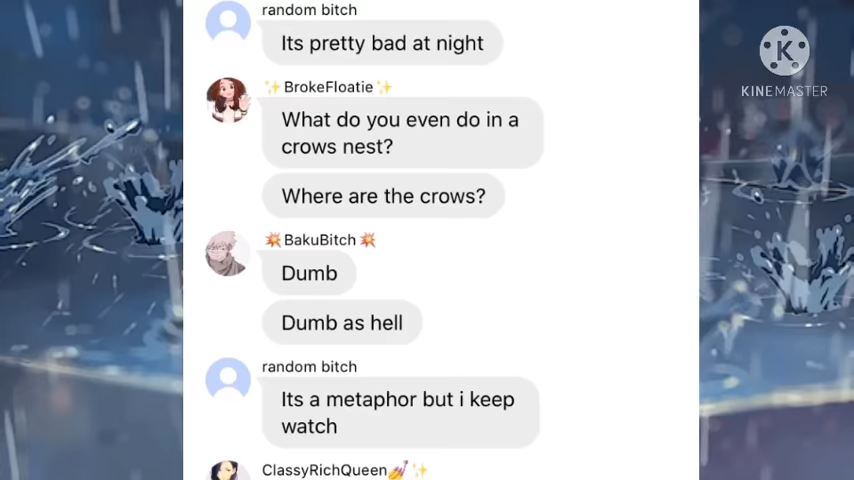 random bitch
Its pretty bad at night
KINEMASTER
✨BrokeFloatie✨
What do you even do in a
crows nest?
Where are the crows?
💥BakuBitch💥
Dumb
Dumb as hell
random bitch
Its a metaphor but i keep
watch
ClassyRichQueen💅✨